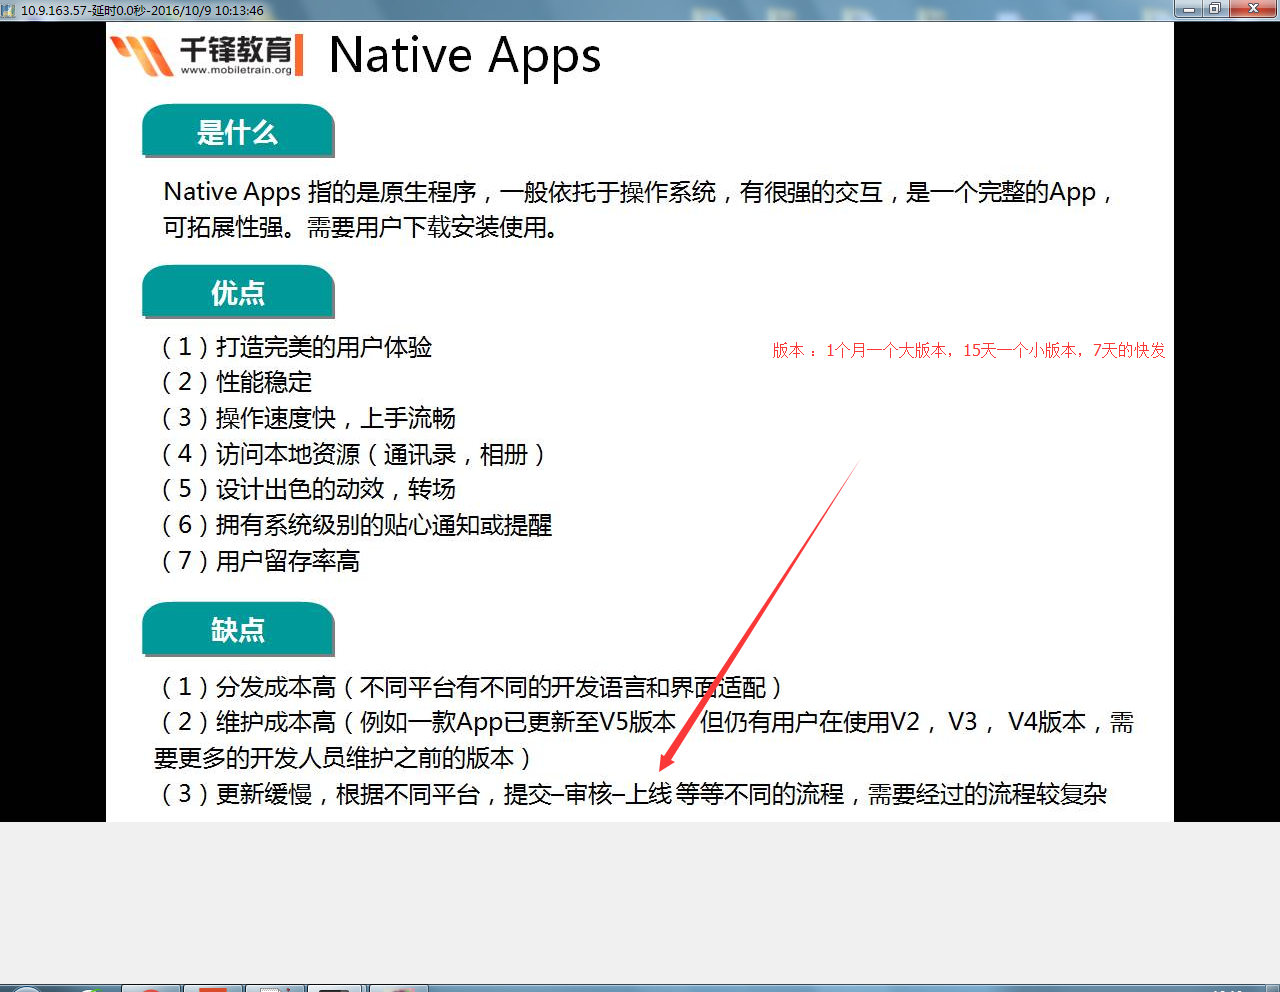 10.9.163.57-延时0.0秒-2016/10/9 10:13:46
千锋教育
www.mobiletrain.org
Native Apps
是什么
Native Apps 指的是原生程序，一般依托于操作系统，有很强的交互，是一个完整的App，
可拓展性强。需要用户下载安装使用。
优点
（1）打造完美的用户体验
版本 ：1个月一个大版本，15天一个小版本，7天的快发
（2）性能稳定
（3）操作速度快，上手流畅
（4）访问本地资源（通讯录，相册）
（5）设计出色的动效，转场
（6）拥有系统级别的贴心通知或提醒
（7）用户留存率高
缺点
（1）分发成本高（不同平台有不同的开发语言和界面适配）
（2）维护成本高（例如一款App已更新至V5版本，但仍有用户在使用V2，V3， V4版本，需
要更多的开发人员维护之前的版本）
（3）更新缓慢，根据不同平台，提交–审核–上线 等等不同的流程，需要经过的流程较复杂